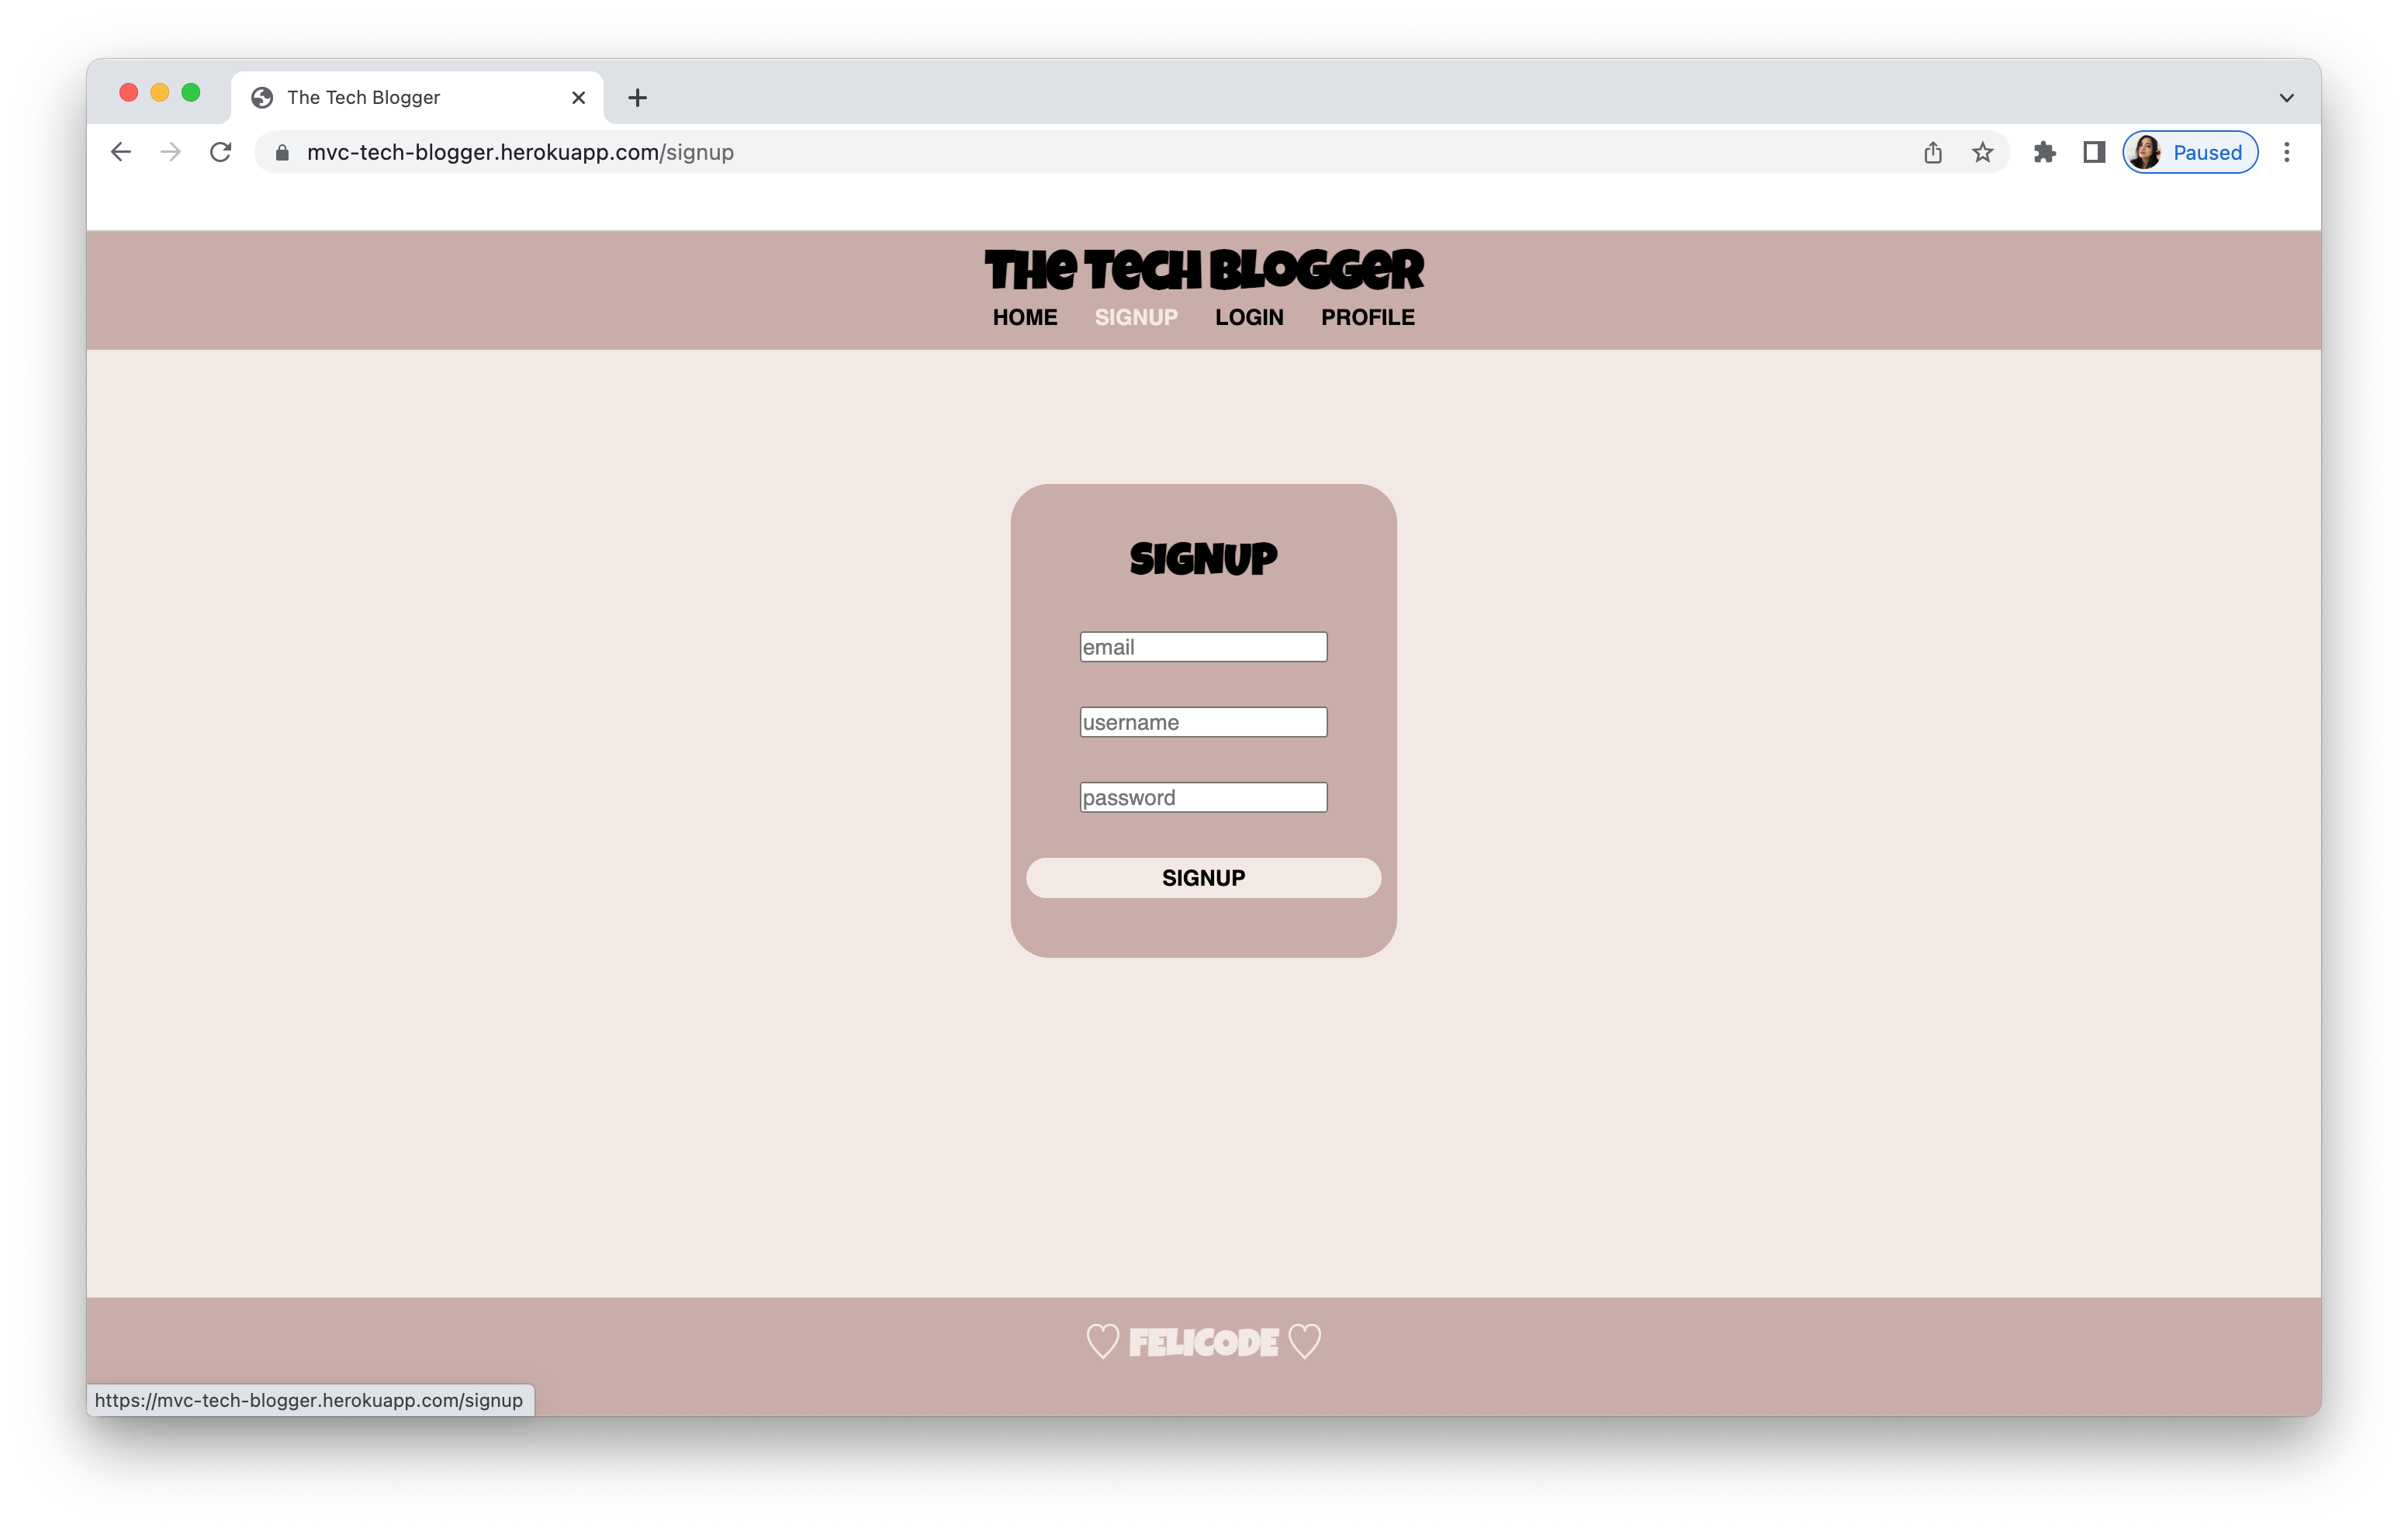 The Tech Blogger
mvc-tech-blogger.herokuapp.com/signup
Paused
The Tech Blogger
HOME SIGNUP LOGIN PROFILE
SIGNUP
email
username
password
SIGNUP
♡ FELICODE ♡
https://mvc-tech-blogger.herokuapp.com/signup